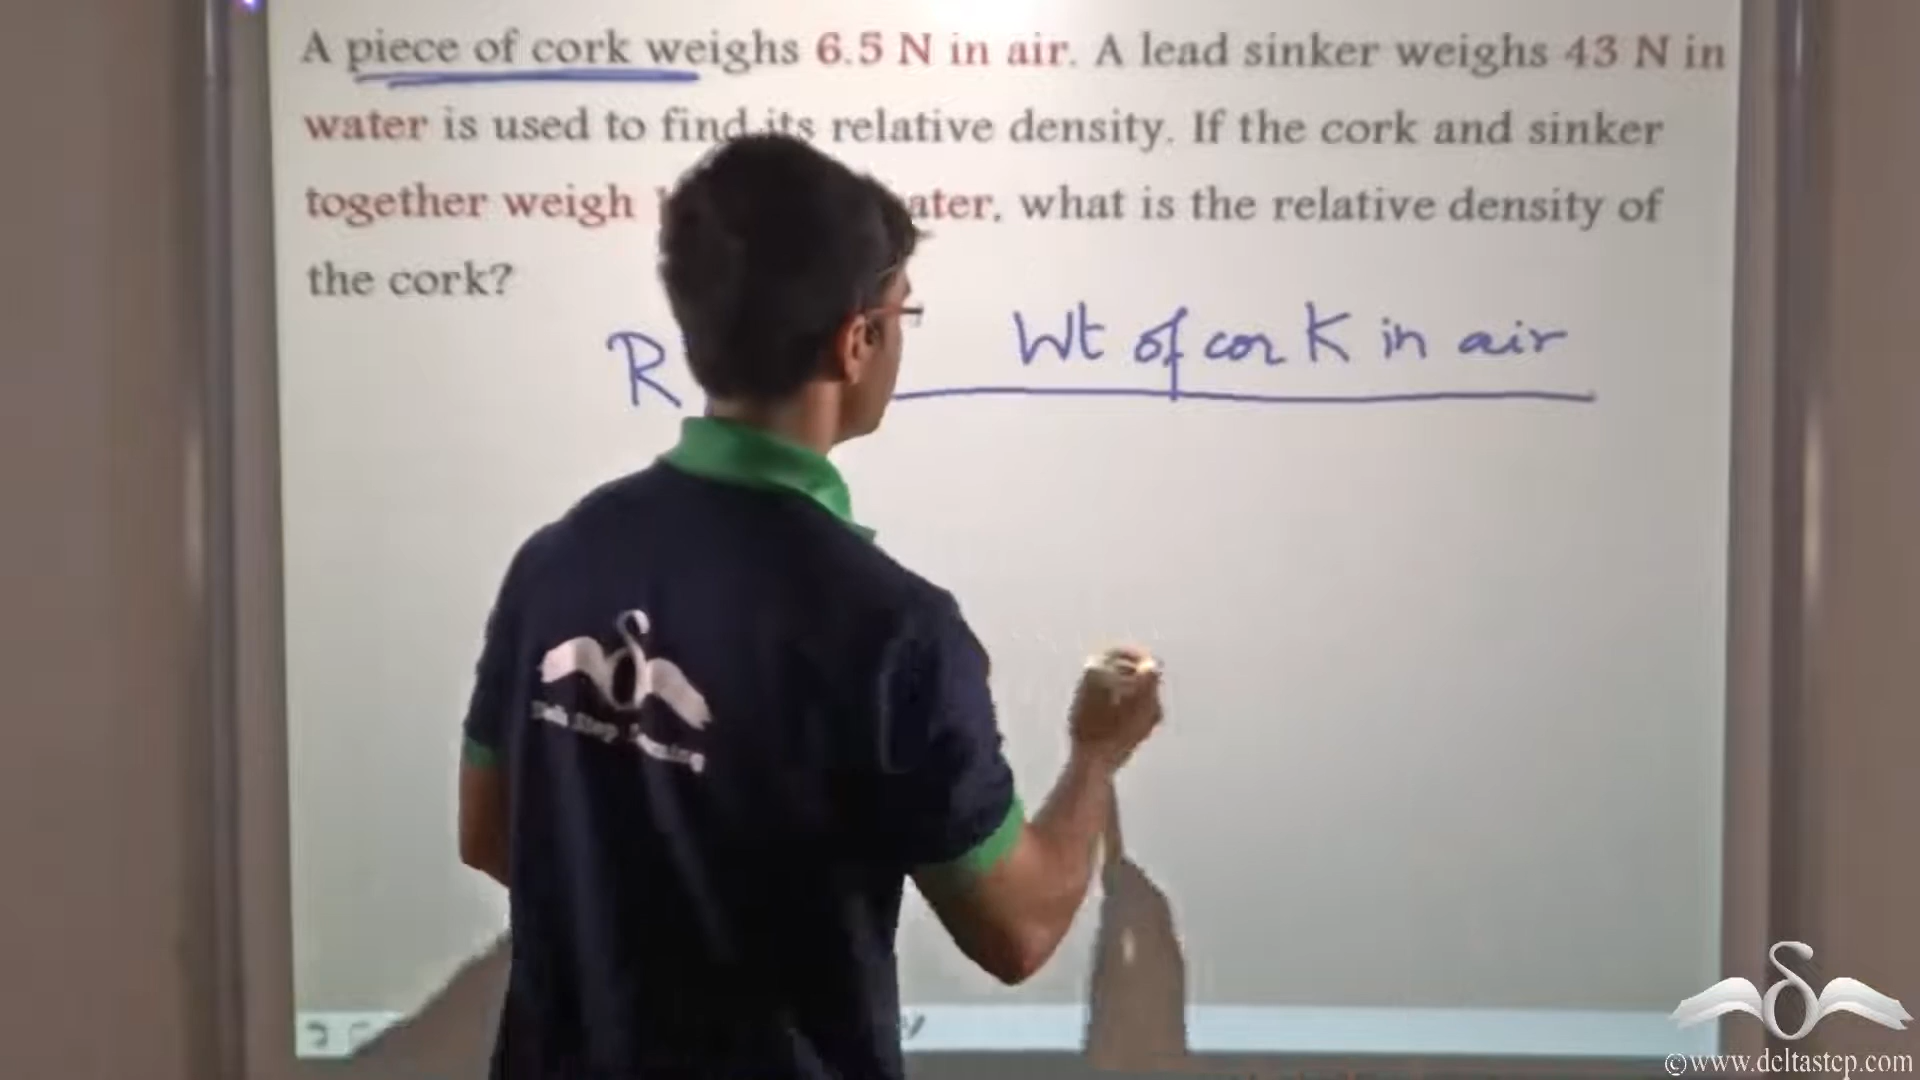 A piece of cork weighs 6.5 N in air. A lead sinker weighs 43 N in
water is used to find its relative density. If the cork and sinker
together weigh ater, what is the relative density of
the cork?
R Wt of cork in air
©www.deltastep.com